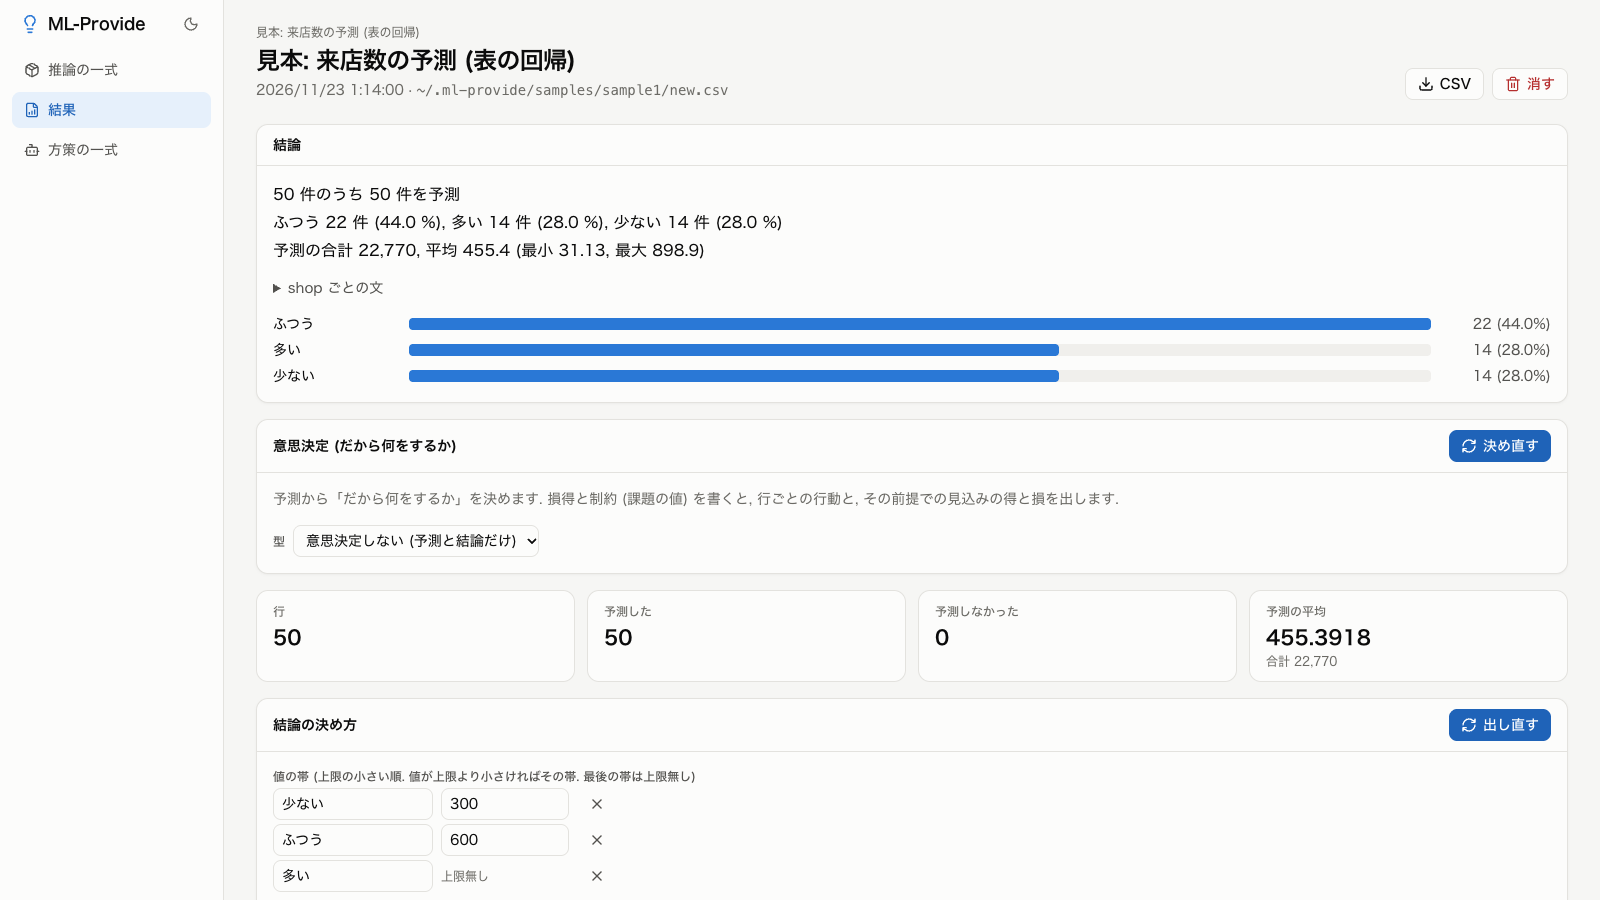 ML-Provide
推論の一式
結果
方策の一式
見本: 来店数の予測 (表の回帰)
見本: 来店数の予測 (表の回帰)
2026/11/23 1:14:00 · ~/.ml-provide/samples/sample1/new.csv
CSV
消す
結論
50 件のうち 50 件を予測
ふつう 22 件 (44.0 %), 多い 14 件 (28.0 %), 少ない 14 件 (28.0 %)
予測の合計 22,770, 平均 455.4 (最小 31.13, 最大 898.9)
▶ shop ごとの文
ふつう 22 (44.0%)
多い 14 (28.0%)
少ない 14 (28.0%)
意思決定 (だから何をするか)
決め直す
予測から「だから何をするか」を決めます. 損得と制約 (課題の値) を書くと, 行ごとの行動と, その前提での見込みの得と損を出します.
型 意思決定しない (予測と結論だけ)
行
50
予測した
50
予測しなかった
0
予測の平均
455.3918
合計 22,770
結論の決め方
出し直す
値の帯 (上限の小さい順. 値が上限より小さければその帯. 最後の帯は上限無し)
少ない 300
ふつう 600
多い 上限無し